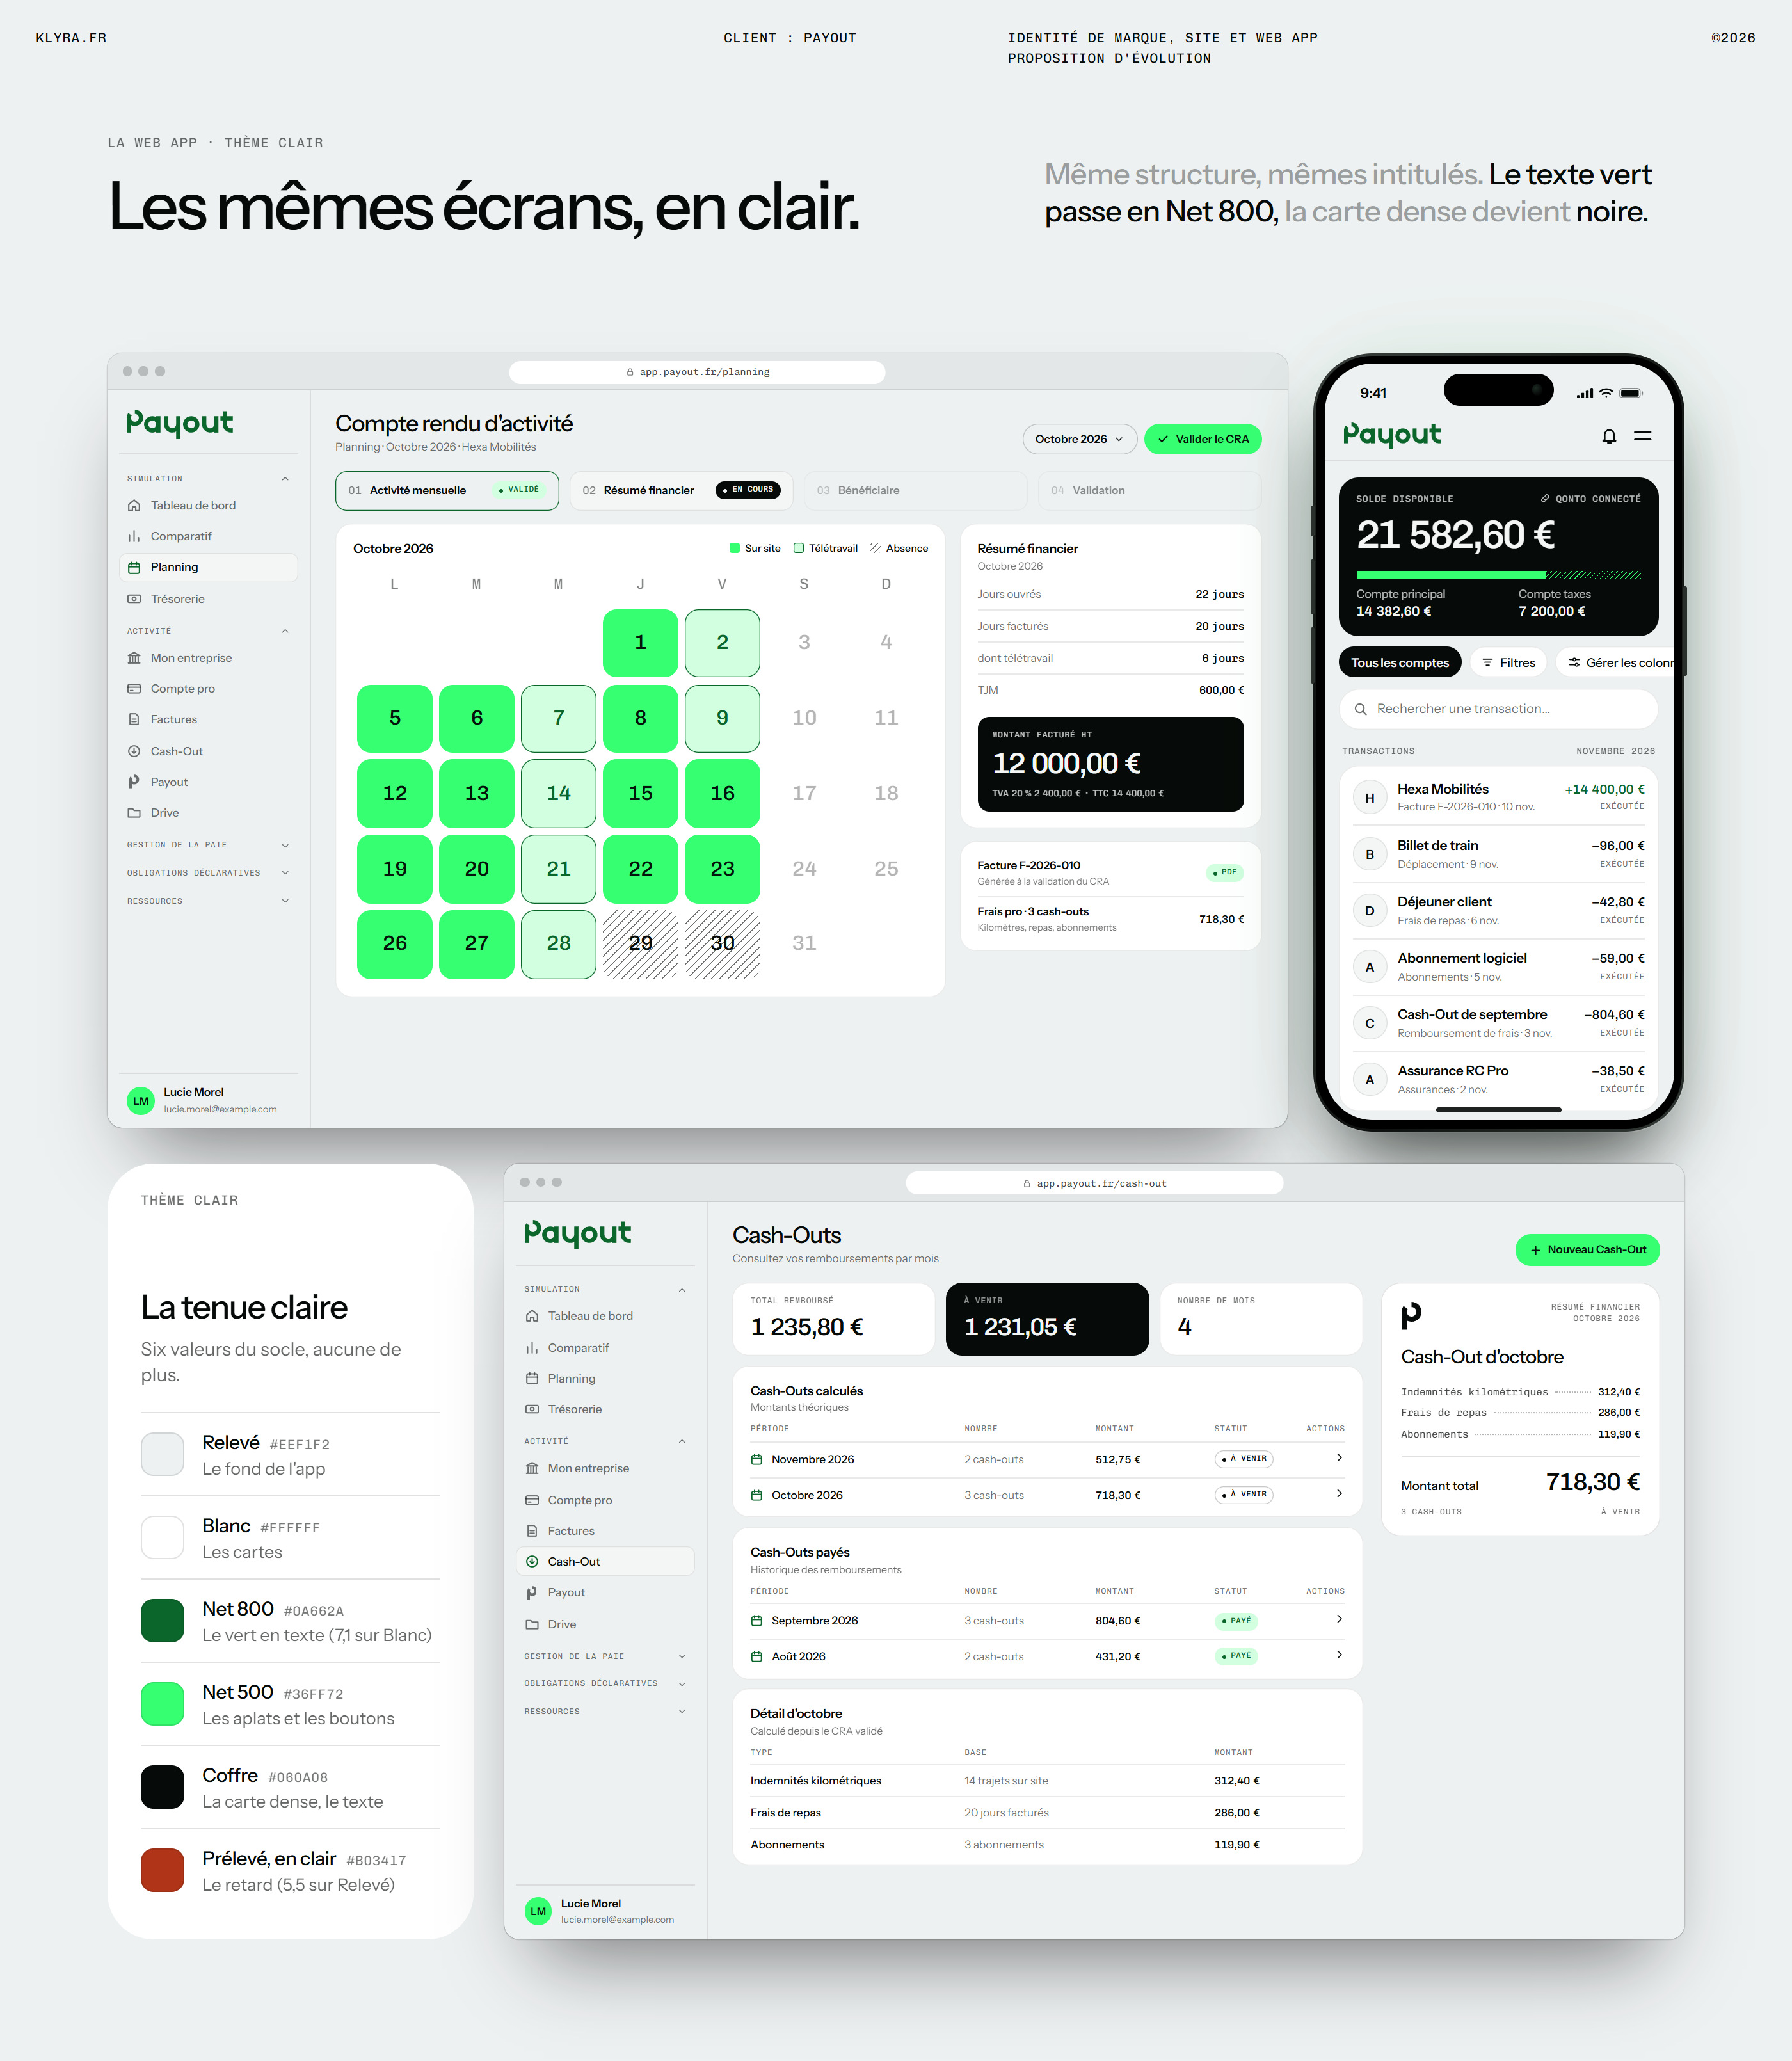 KLYRA.FR
CLIENT : PAYOUT
IDENTITÉ DE MARQUE, SITE ET WEB APP
PROPOSITION D'ÉVOLUTION
©2026
LA WEB APP · THÈME CLAIR
Les mêmes écrans, en clair.
Même structure, mêmes intitulés. Le texte vert
passe en Net 800, la carte dense devient noire.
app.payout.fr/planning
Payout
SIMULATION
Tableau de bord
Comparatif
Planning
Trésorerie
ACTIVITÉ
Mon entreprise
Compte pro
Factures
Cash-Out
Payout
Drive
GESTION DE LA PAIE
OBLIGATIONS DÉCLARATIVES
RESSOURCES
LM
Lucie Morel
lucie.morel@example.com
Compte rendu d'activité
Planning · Octobre 2026 · Hexa Mobilités
Octobre 2026
Valider le CRA
01 Activité mensuelle VALIDÉ
02 Résumé financier EN COURS
03 Bénéficiaire
04 Validation
Octobre 2026
Sur site Télétravail Absence
L M M J V S D
1 2 3 4
5 6 7 8 9 10 11
12 13 14 15 16 17 18
19 20 21 22 23 24 25
26 27 28 29 30 31
Résumé financier
Octobre 2026
Jours ouvrés 22 jours
Jours facturés 20 jours
dont télétravail 6 jours
TJM 600,00 €
MONTANT FACTURÉ HT
12 000,00 €
TVA 20 % 2 400,00 € · TTC 14 400,00 €
Facture F-2026-010
Générée à la validation du CRA
PDF
Frais pro · 3 cash-outs
Kilomètres, repas, abonnements
718,30 €
9:41
Payout
SOLDE DISPONIBLE
QONTO CONNECTÉ
21 582,60 €
Compte principal
14 382,60 €
Compte taxes
7 200,00 €
Tous les comptes
Filtres
Gérer les colonr
Rechercher une transaction...
TRANSACTIONS
NOVEMBRE 2026
H
Hexa Mobilités +14 400,00 €
Facture F-2026-010 · 10 nov. EXÉCUTÉE
B
Billet de train −96,00 €
Déplacement · 9 nov. EXÉCUTÉE
D
Déjeuner client −42,80 €
Frais de repas · 6 nov. EXÉCUTÉE
A
Abonnement logiciel −59,00 €
Abonnements · 5 nov. EXÉCUTÉE
C
Cash-Out de septembre −804,60 €
Remboursement de frais · 3 nov. EXÉCUTÉE
A
Assurance RC Pro −38,50 €
Assurances · 2 nov. EXÉCUTÉE
THÈME CLAIR
La tenue claire
Six valeurs du socle, aucune de
plus.
Relevé #EEF1F2
Le fond de l'app
Blanc #FFFFFF
Les cartes
Net 800 #0A662A
Le vert en texte (7,1 sur Blanc)
Net 500 #36FF72
Les aplats et les boutons
Coffre #060A08
La carte dense, le texte
Prélevé, en clair #B03417
Le retard (5,5 sur Relevé)
app.payout.fr/cash-out
Payout
SIMULATION
Tableau de bord
Comparatif
Planning
Trésorerie
ACTIVITÉ
Mon entreprise
Compte pro
Factures
Cash-Out
Payout
Drive
GESTION DE LA PAIE
OBLIGATIONS DÉCLARATIVES
RESSOURCES
LM
Lucie Morel
lucie.morel@example.com
Cash-Outs
Consultez vos remboursements par mois
Nouveau Cash-Out
TOTAL REMBOURSÉ
1 235,80 €
À VENIR
1 231,05 €
NOMBRE DE MOIS
4
Cash-Outs calculés
Montants théoriques
PÉRIODE NOMBRE MONTANT STATUT ACTIONS
Novembre 2026 2 cash-outs 512,75 € À VENIR
Octobre 2026 3 cash-outs 718,30 € À VENIR
Cash-Outs payés
Historique des remboursements
PÉRIODE NOMBRE MONTANT STATUT ACTIONS
Septembre 2026 3 cash-outs 804,60 € PAYÉ
Août 2026 2 cash-outs 431,20 € PAYÉ
Détail d'octobre
Calculé depuis le CRA validé
TYPE BASE MONTANT
Indemnités kilométriques 14 trajets sur site 312,40 €
Frais de repas 20 jours facturés 286,00 €
Abonnements 3 abonnements 119,90 €
RÉSUMÉ FINANCIER
OCTOBRE 2026
Cash-Out d'octobre
Indemnités kilométriques 312,40 €
Frais de repas 286,00 €
Abonnements 119,90 €
Montant total 718,30 €
3 CASH-OUTS À VENIR